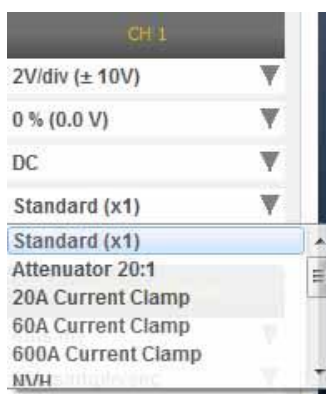 CH 1
2V/div (± 10V)
0 % (0.0 V)
DC
Standard (x1)
Standard (x1)
Attenuator 20:1
20A Current Clamp
60A Current Clamp
600A Current Clamp
NVH